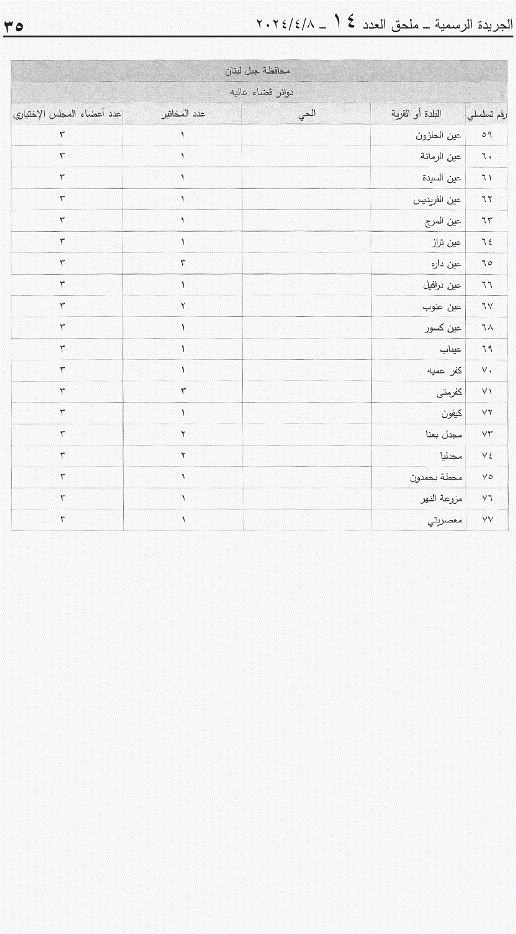 الجريدة الرسمية ــ ملحق العدد ١٤ ــ ٢٠٢٤/٤/٨ ٣٥
محافظة جبل لبنان
دوائر قضاء عاليه
رقم تسلسلي البلدة أو القرية الحي عدد المخاتير عدد أعضاء المجلس الإختياري
٥٩ عين الحلزون ١ ٣
٦٠ عين الرمانة ١ ٣
٦١ عين السيدة ١ ٣
٦٢ عين الفريديس ١ ٣
٦٣ عين المرج ١ ٣
٦٤ عين تراز ١ ٣
٦٥ عين داره ٣ ٣
٦٦ عين درافيل ١ ٣
٦٧ عين عنوب ٢ ٣
٦٨ عين كسور ١ ٣
٦٩ عيناب ١ ٣
٧٠ كفر عميه ١ ٣
٧١ كفرمتى ٣ ٣
٧٢ كيفون ١ ٣
٧٣ مجدل بعنا ٢ ٣
٧٤ مجدليا ٢ ٣
٧٥ محطة بحمدون ١ ٣
٧٦ مزرعة النهر ١ ٣
٧٧ معصريتي ١ ٣